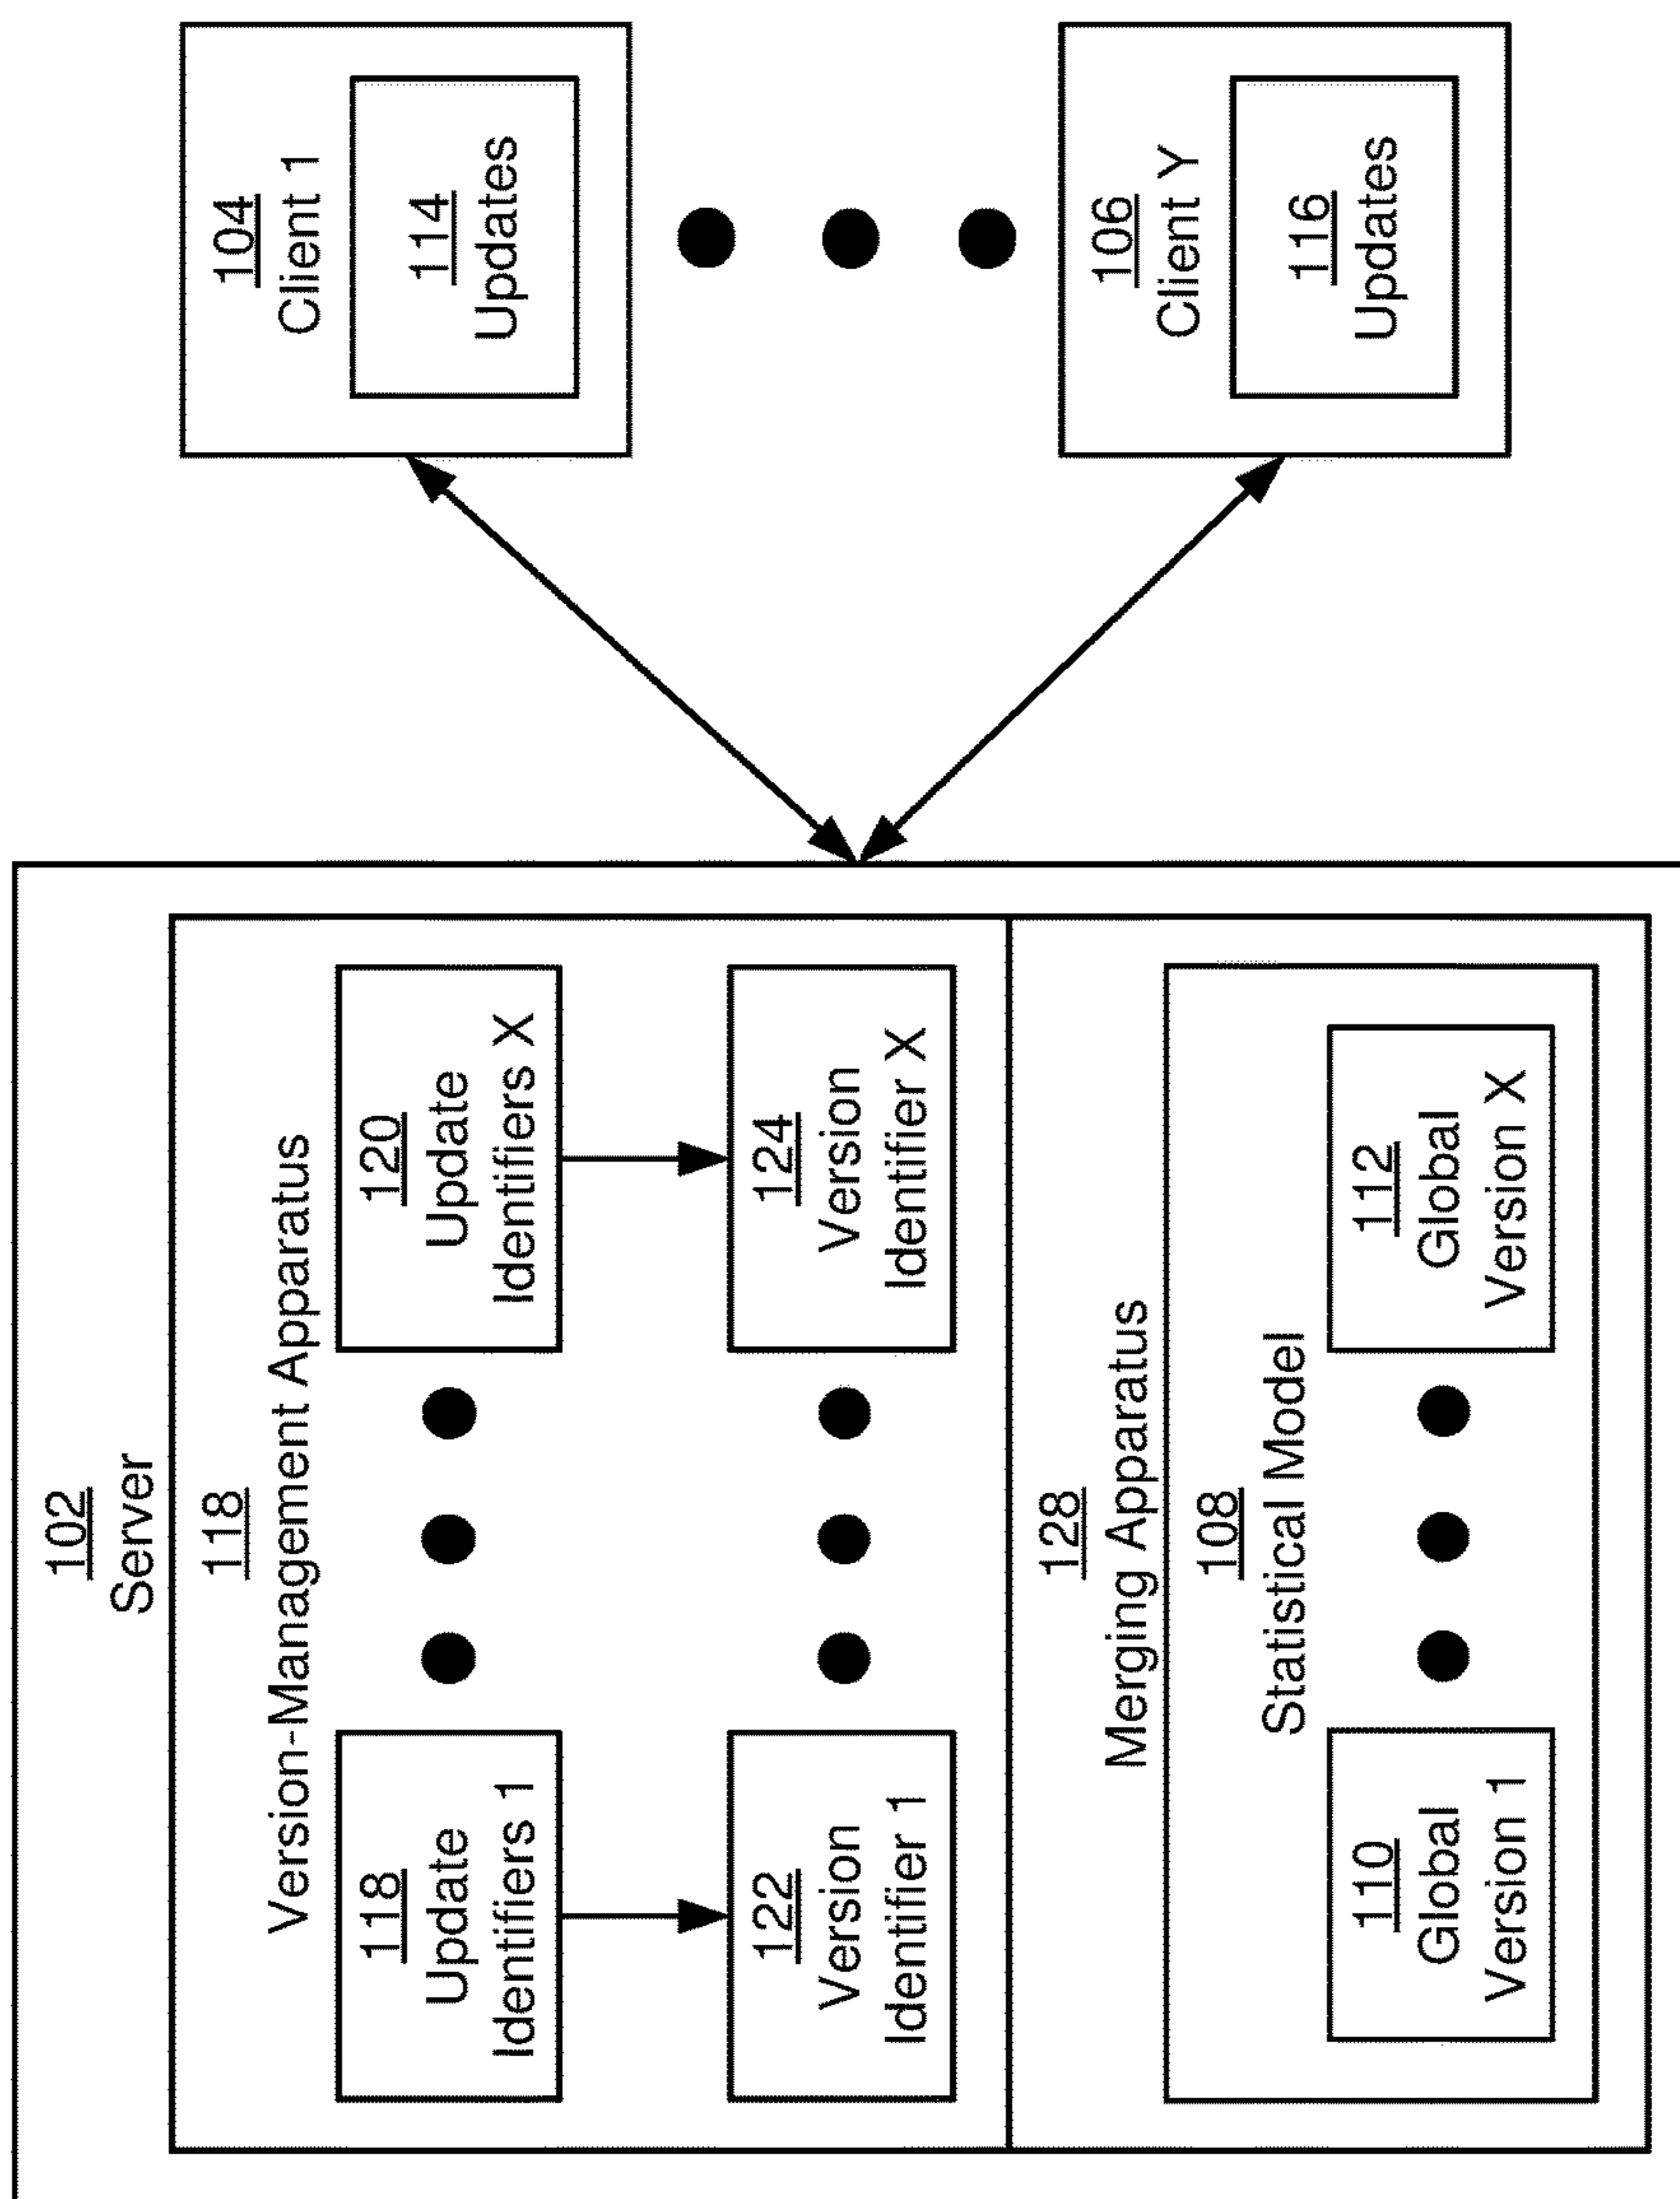 102
Server
118
Version-Management Apparatus
118
Update
Identifiers 1
120
Update
Identifiers X
122
Version
Identifier 1
124
Version
Identifier X
128
Merging Apparatus
108
Statistical Model
110
Global
Version 1
112
Global
Version X
104
Client 1
114
Updates
106
Client Y
116
Updates